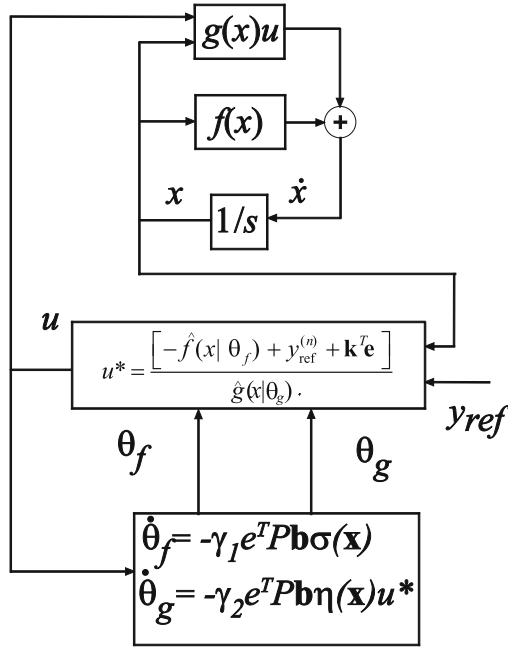 g(x)u
f(x)
+
x
ẋ
1/s
u
u* = [-f̂(x| θ_f) + y_ref^(n) + k^T e] / ĝ(x|θ_g) .
y_ref
θ_f
θ_g
θ̇_f = -γ_1 e^T P b σ(x)
θ̇_g = -γ_2 e^T P b η(x) u*